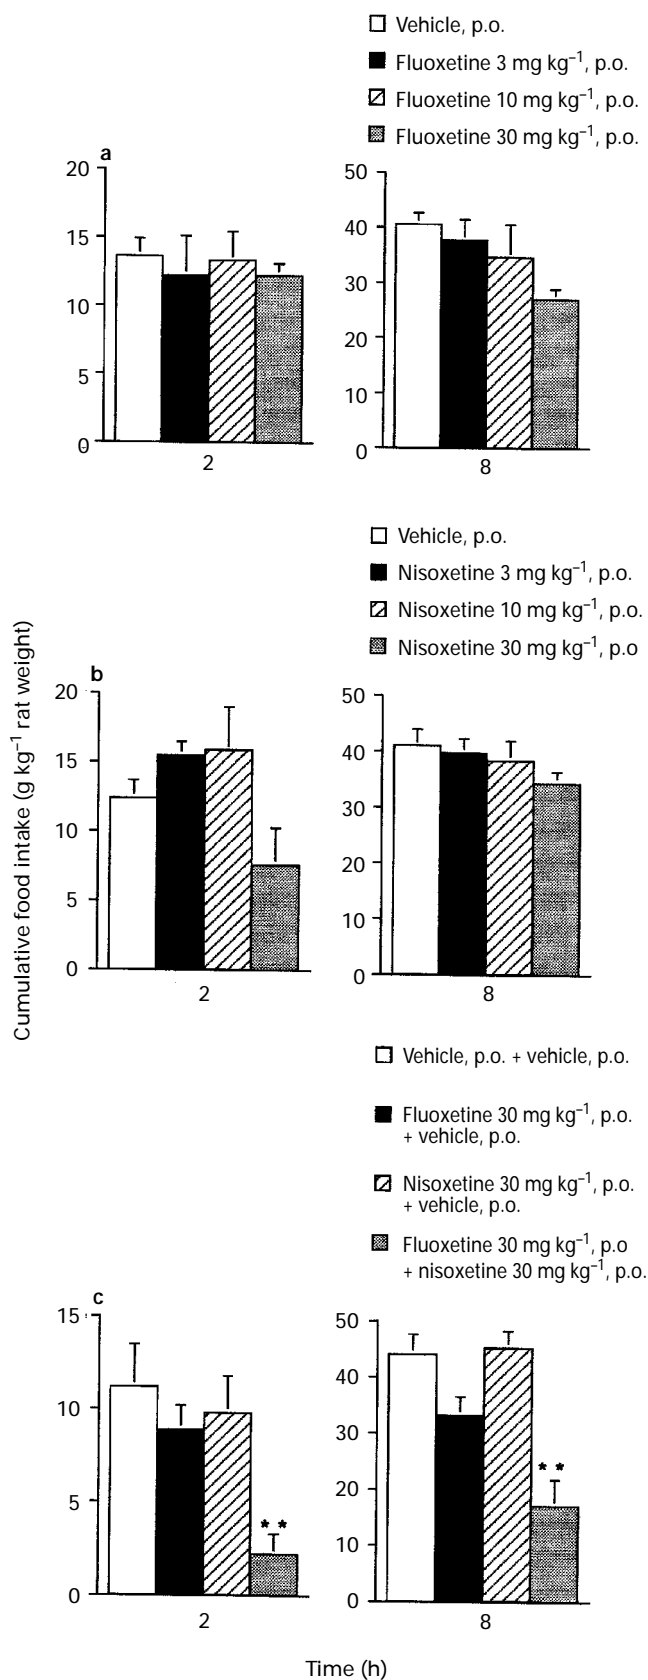 Vehicle, p.o.
Fluoxetine 3 mg kg⁻¹, p.o.
Fluoxetine 10 mg kg⁻¹, p.o.
Fluoxetine 30 mg kg⁻¹, p.o.
a
20
15
10
5
0
2
50
40
30
20
10
0
8
Vehicle, p.o.
Nisoxetine 3 mg kg⁻¹, p.o.
Nisoxetine 10 mg kg⁻¹, p.o.
Nisoxetine 30 mg kg⁻¹, p.o
Cumulative food intake (g kg⁻¹ rat weight)
b
20
15
10
5
0
2
50
40
30
20
10
0
8
Vehicle, p.o. + vehicle, p.o.
Fluoxetine 30 mg kg⁻¹, p.o.
+ vehicle, p.o.
Nisoxetine 30 mg kg⁻¹, p.o.
+ vehicle, p.o.
Fluoxetine 30 mg kg⁻¹, p.o
+ nisoxetine 30 mg kg⁻¹, p.o.
c
15
10
5
0
**
2
50
40
30
20
10
0
**
8
Time (h)